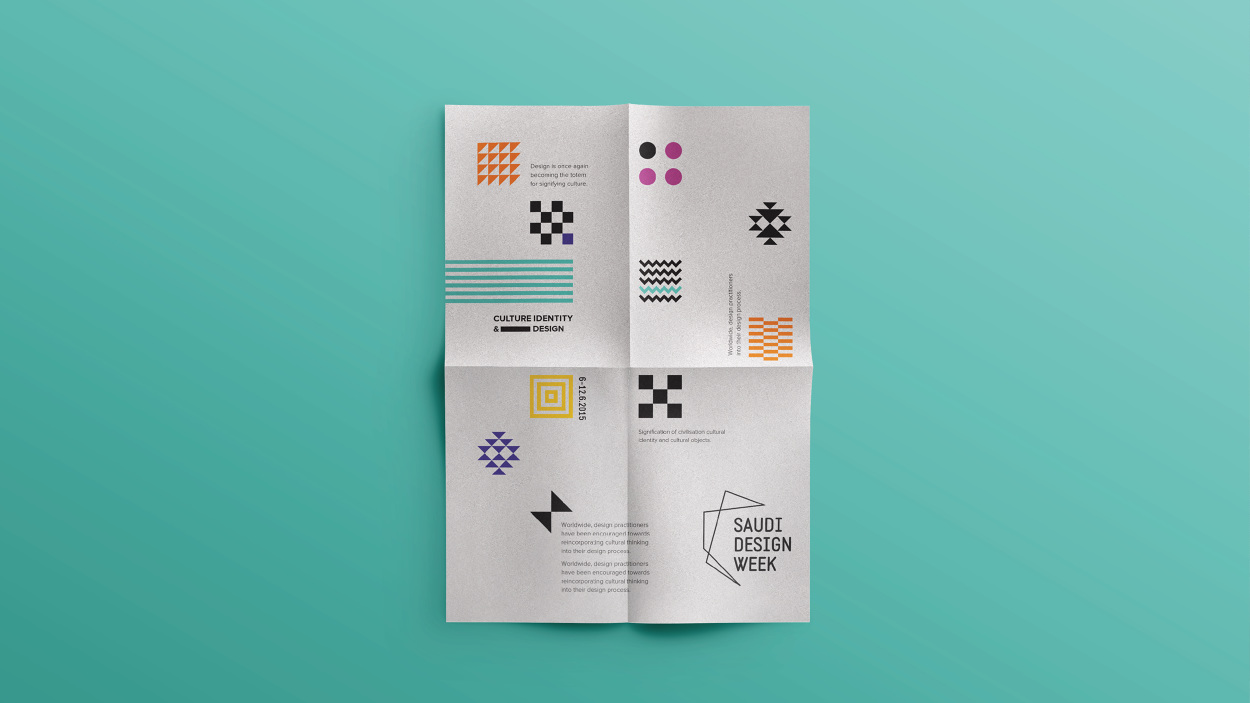 Design is once again
becoming the totem
for signifying culture.
CULTURE IDENTITY
& DESIGN
Worldwide, design practitioners
into their design process.
6-12.6.2015
Signification of civilisation cultural
identity and cultural objects.
Worldwide, design practitioners
have been encouraged towards
reincorporating cultural thinking
into their design process.
Worldwide, design practitioners
have been encouraged towards
reincorporating cultural thinking
into their design process.
SAUDI
DESIGN
WEEK